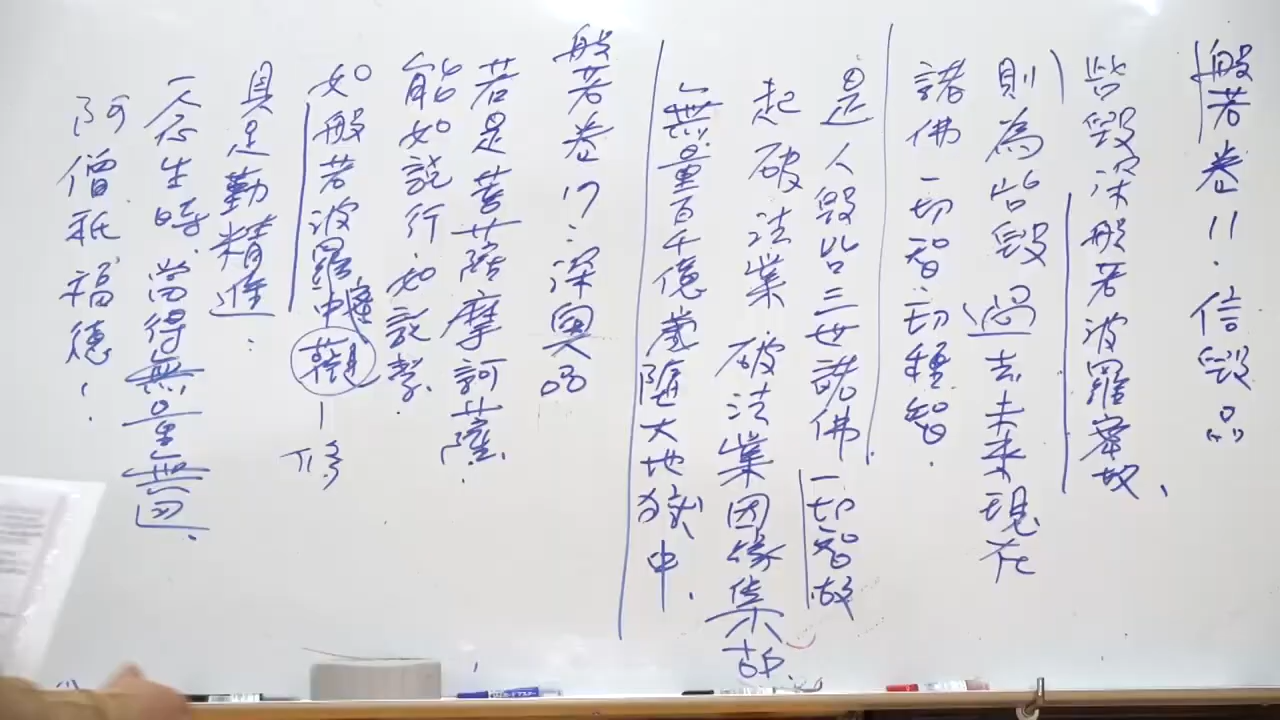 般若卷11.信毀品
呰毀深般若波羅蜜故、
則為呰毀過去未來現在
諸佛一切智一切種智.
是人毀呰三世諸佛.一切智故
起破法業破法業因緣集故
無量百千億歲墮大地獄中.
般若卷17:深奧品
若是菩薩摩訶薩.
能如說行.如說
如般若波羅蜜中觀
修
具足勤精進:
一念生時.當得無量無邊.
阿僧祇福德!